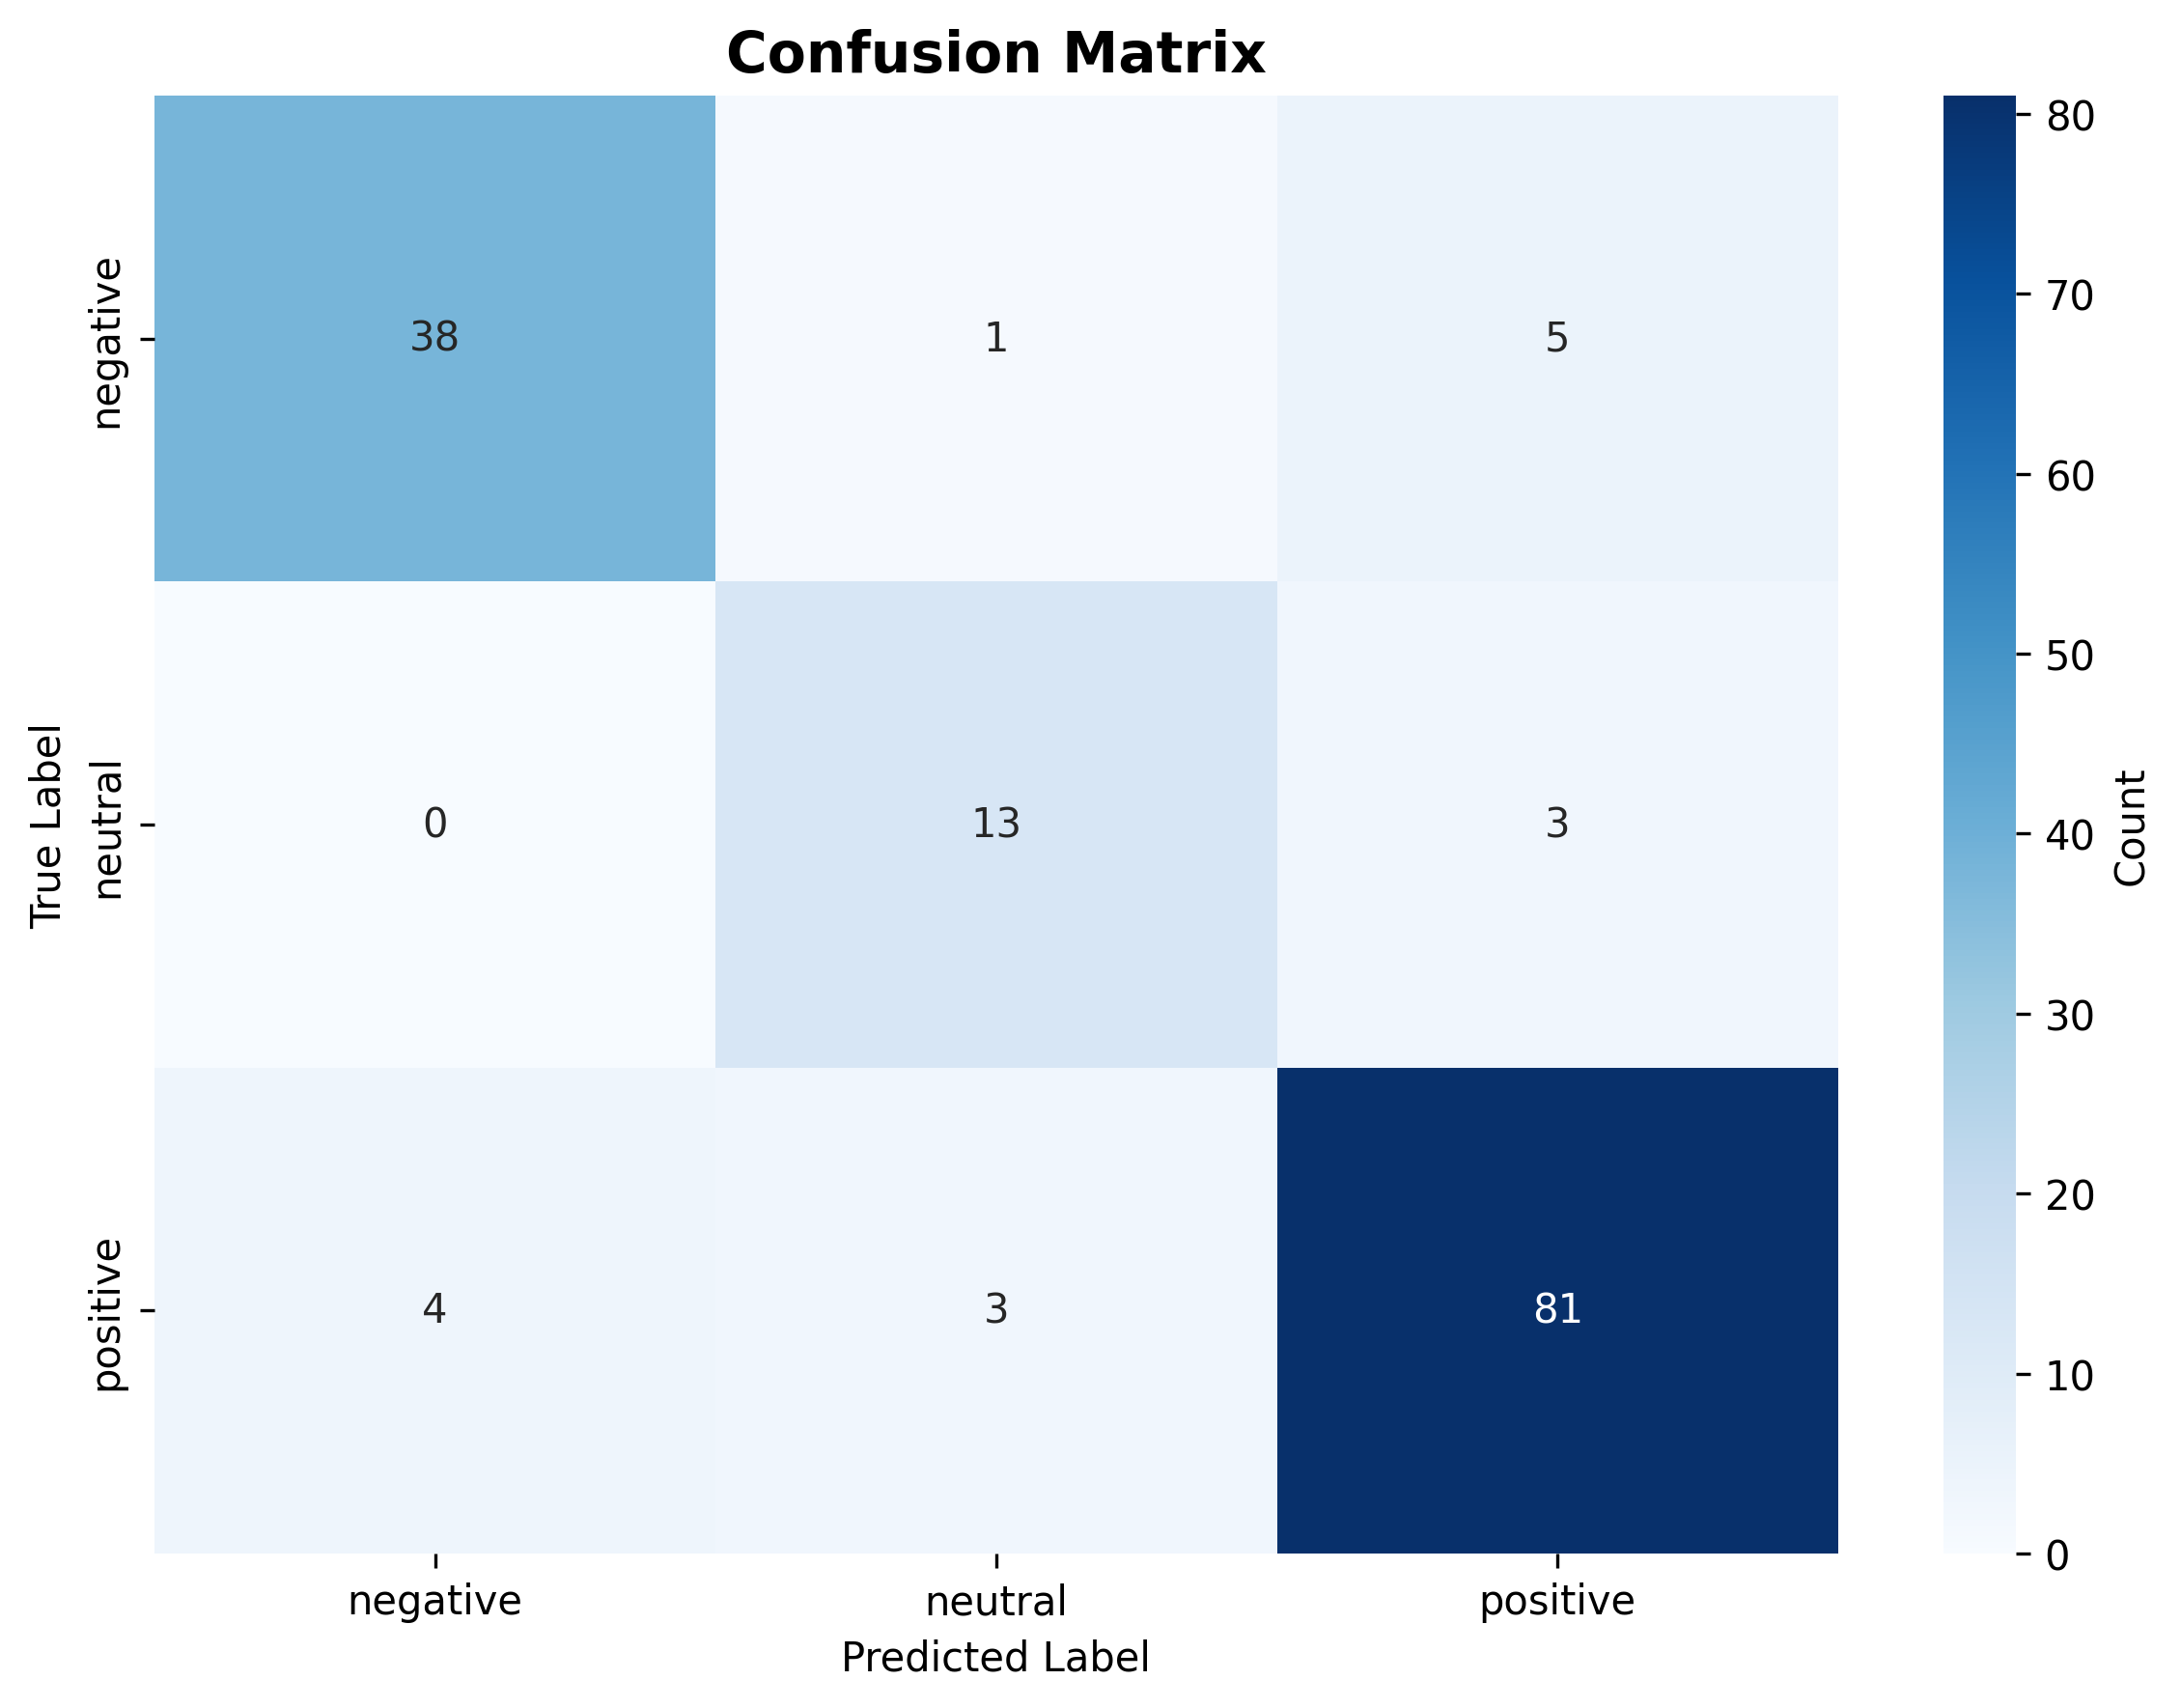 Confusion Matrix
True Label
negative
neutral
positive
38 1 5
0 13 3
4 3 81
negative neutral positive
Predicted Label
80
70
60
50
40
30
20
10
0
Count